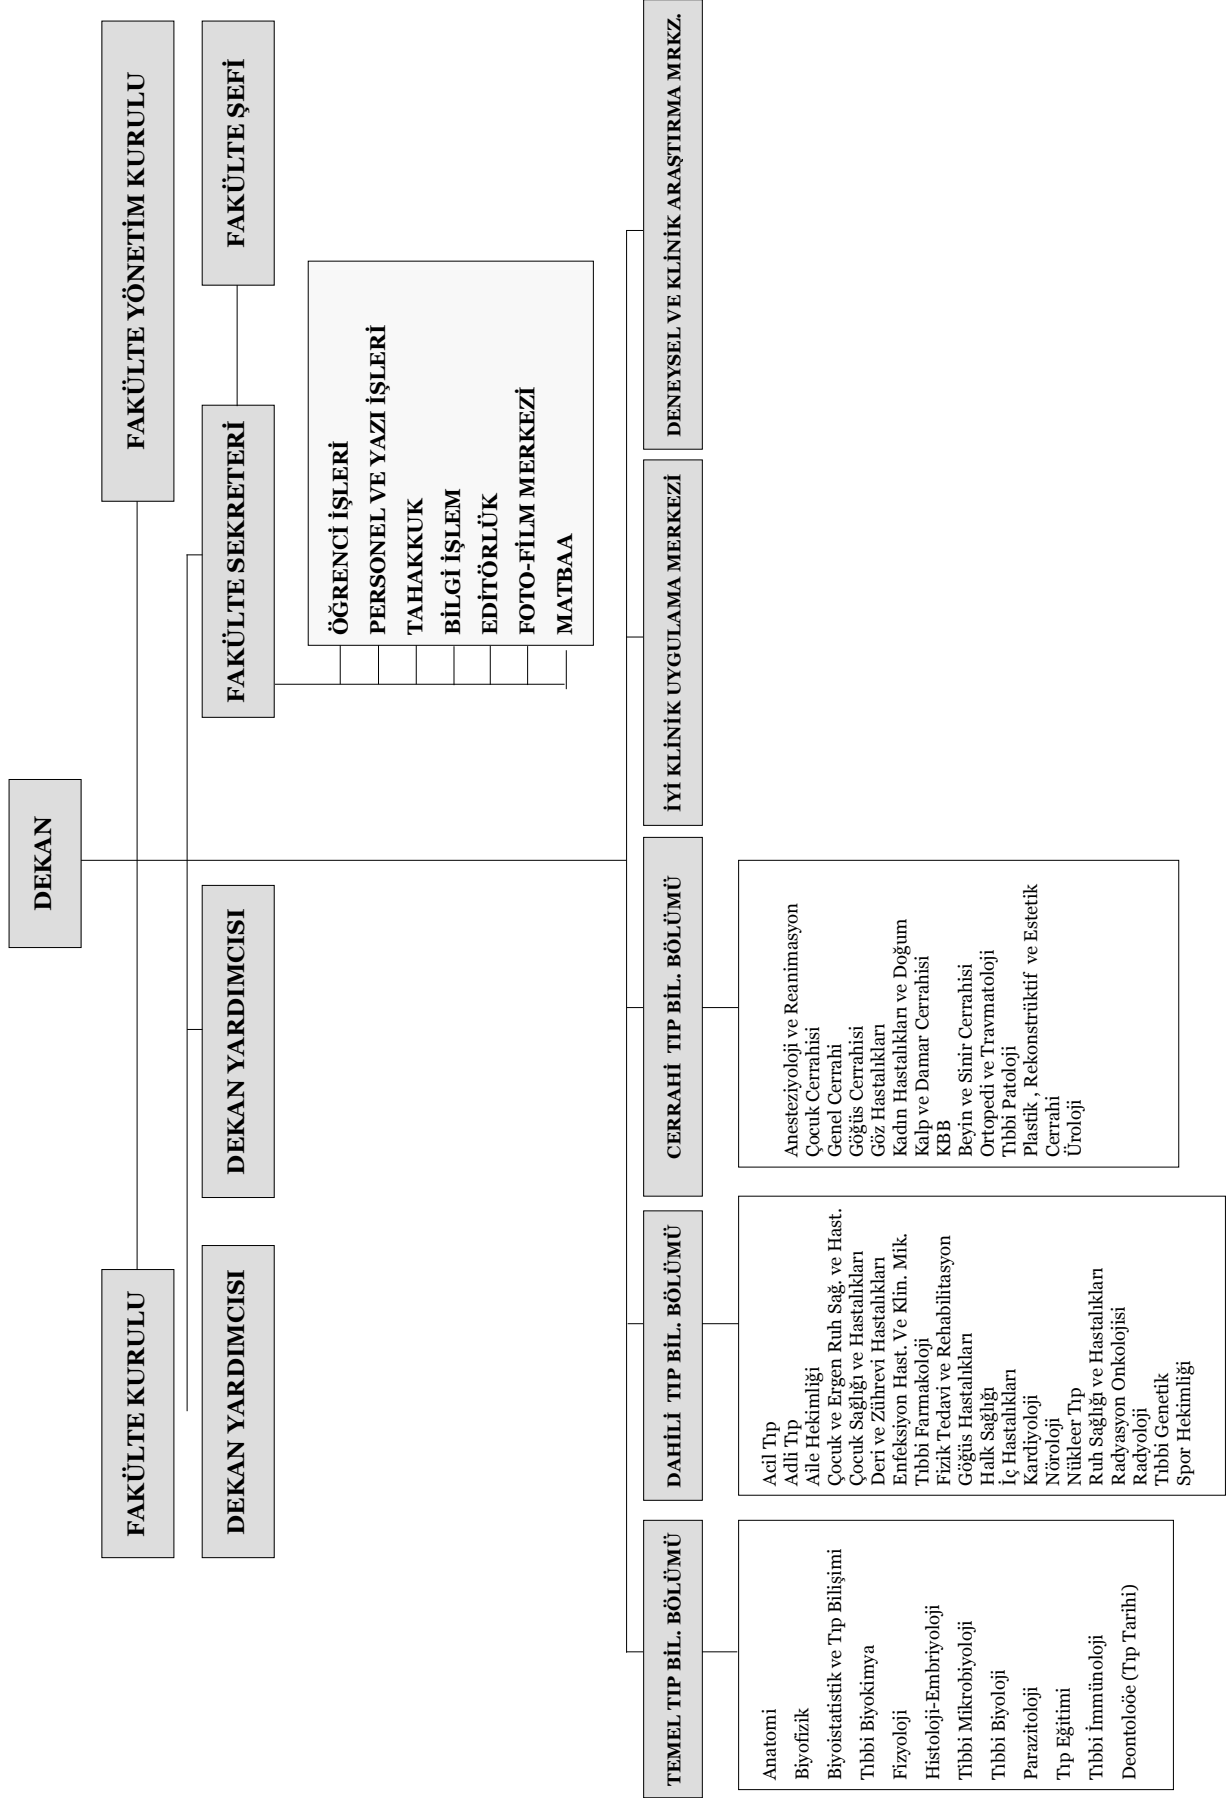 DEKAN
FAKÜLTE KURULU
FAKÜLTE YÖNETİM KURULU
DEKAN YARDIMCISI
DEKAN YARDIMCISI
FAKÜLTE SEKRETERİ
FAKÜLTE ŞEFİ
ÖĞRENCİ İŞLERİ
PERSONEL VE YAZI İŞLERİ
TAHAKKUK
BİLGİ İŞLEM
EDİTÖRLÜK
FOTO-FİLM MERKEZİ
MATBAA
TEMEL TIP BİL. BÖLÜMÜ
DAHİLİ TIP BİL. BÖLÜMÜ
CERRAHİ TIP BİL. BÖLÜMÜ
İYİ KLİNİK UYGULAMA MERKEZİ
DENEYSEL VE KLİNİK ARAŞTIRMA MRKZ.
Anatomi
Biyofizik
Biyoistatistik ve Tıp Bilişimi
Tıbbi Biyokimya
Fizyoloji
Histoloji-Embriyoloji
Tıbbi Mikrobiyoloji
Tıbbi Biyoloji
Parazitoloji
Tıp Eğitimi
Tıbbi İmmünoloji
Deontoloöe (Tıp Tarihi)
Acil Tıp
Adli Tıp
Aile Hekimliği
Çocuk ve Ergen Ruh Sağ. ve Hast.
Çocuk Sağlığı ve Hastalıkları
Deri ve Zührevi Hastalıkları
Enfeksiyon Hast. Ve Klin. Mik.
Tıbbi Farmakoloji
Fizik Tedavi ve Rehabilitasyon
Göğüs Hastalıkları
Halk Sağlığı
İç Hastalıkları
Kardiyoloji
Nöroloji
Nükleer Tıp
Ruh Sağlığı ve Hastalıkları
Radyasyon Onkolojisi
Radyoloji
Tıbbi Genetik
Spor Hekimliği
Anesteziyoloji ve Reanimasyon
Çocuk Cerrahisi
Genel Cerrahi
Göğüs Cerrahisi
Göz Hastalıkları
Kadın Hastalıkları ve Doğum
Kalp ve Damar Cerrahisi
KBB
Beyin ve Sinir Cerrahisi
Ortopedi ve Travmatoloji
Tıbbi Patoloji
Plastik , Rekonstrüktif ve Estetik
Cerrahi
Üroloji